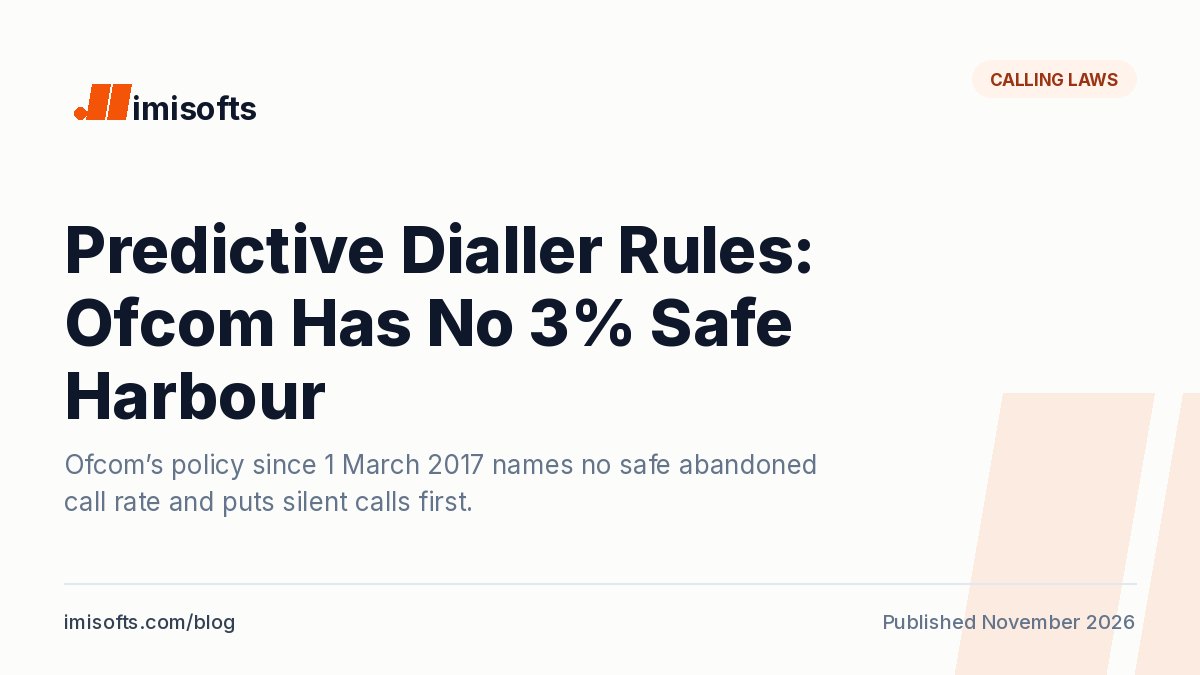 imisofts
CALLING LAWS
Predictive Dialler Rules:
Ofcom Has No 3% Safe
Harbour
Ofcom’s policy since 1 March 2017 names no safe abandoned
call rate and puts silent calls first.
imisofts.com/blog
Published November 2026